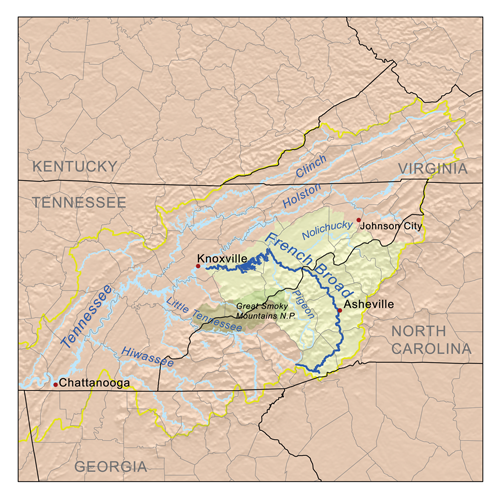 KENTUCKY
VIRGINIA
TENNESSEE
Clinch
Holston
Nolichucky
Johnson City
Knoxville
French Broad
Tennessee
Little Tennessee
Great Smoky
Mountains N.P.
Pigeon
Asheville
NORTH
CAROLINA
Hiwassee
Chattanooga
GEORGIA